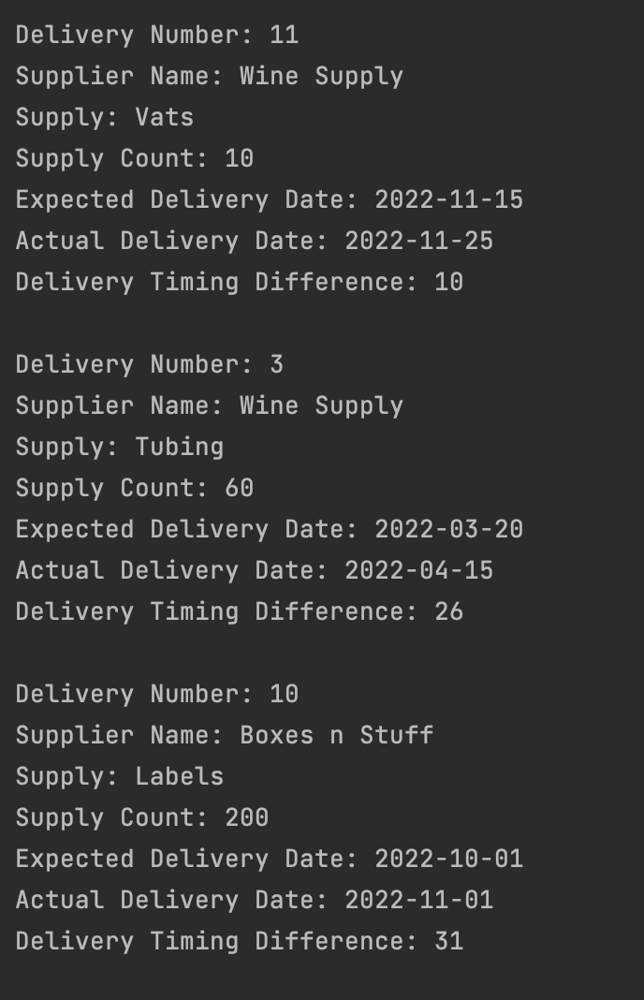 Delivery Number: 11
Supplier Name: Wine Supply
Supply: Vats
Supply Count: 10
Expected Delivery Date: 2022-11-15
Actual Delivery Date: 2022-11-25
Delivery Timing Difference: 10

Delivery Number: 3
Supplier Name: Wine Supply
Supply: Tubing
Supply Count: 60
Expected Delivery Date: 2022-03-20
Actual Delivery Date: 2022-04-15
Delivery Timing Difference: 26

Delivery Number: 10
Supplier Name: Boxes n Stuff
Supply: Labels
Supply Count: 200
Expected Delivery Date: 2022-10-01
Actual Delivery Date: 2022-11-01
Delivery Timing Difference: 31